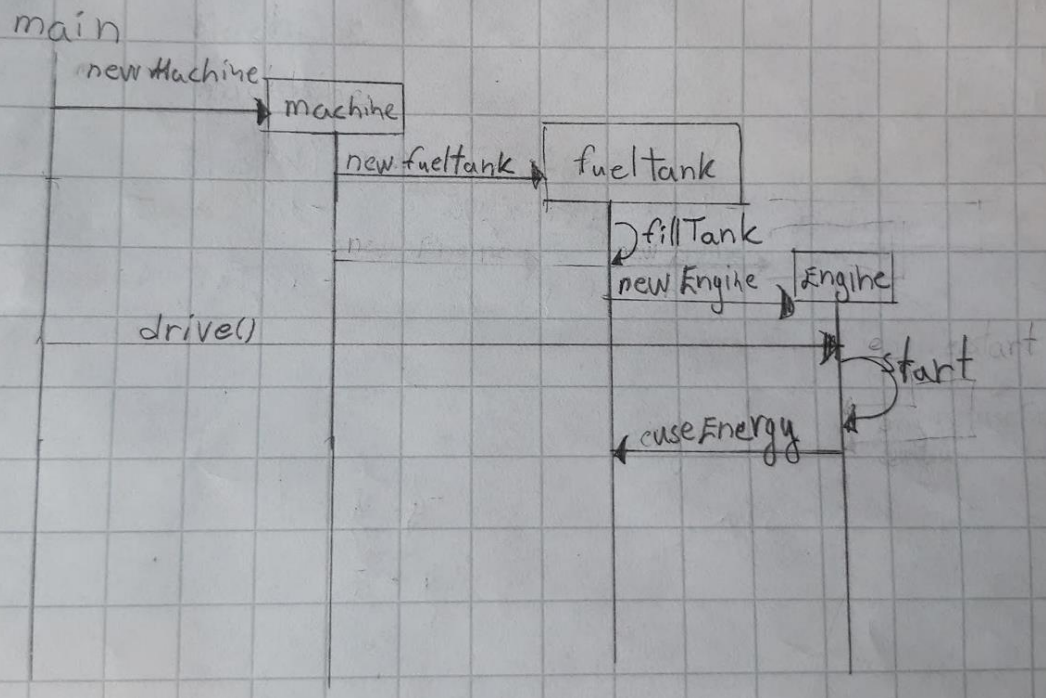 main
new Machine
machine
new fueltank
fueltank
fillTank
new Engine
Engine
drive()
start
useEnergy